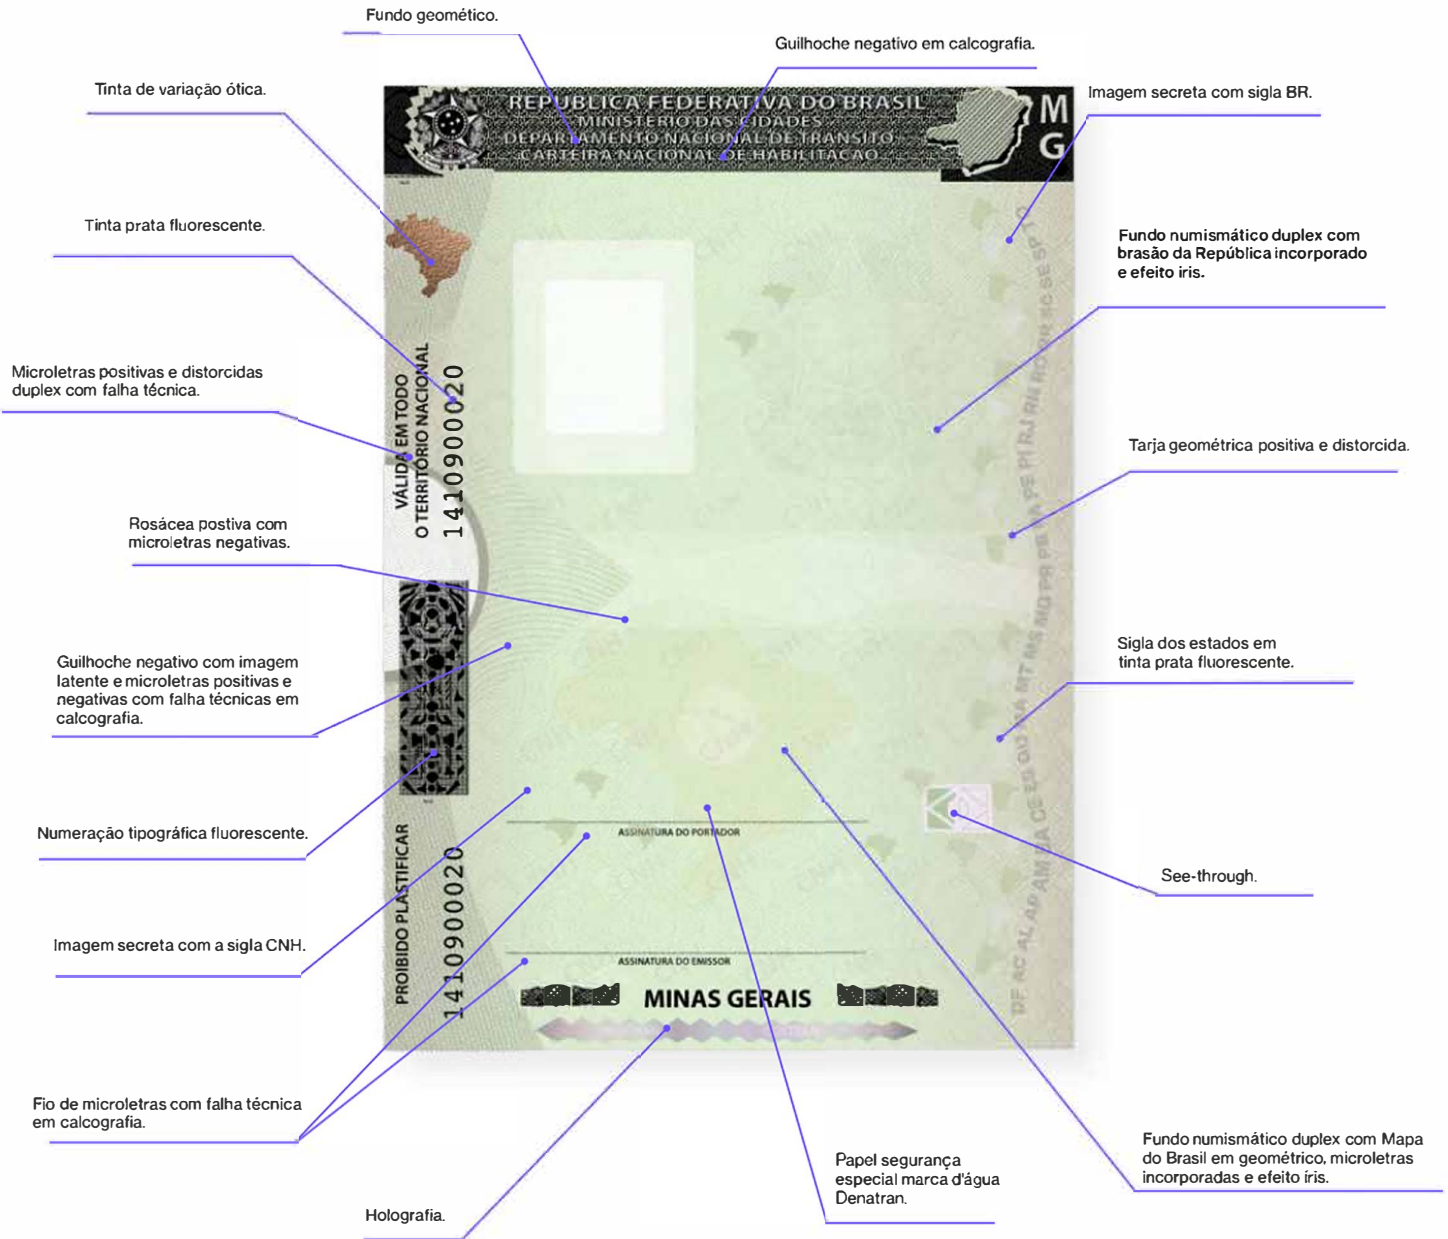 Fundo geomético.
Guilhoche negativo em calcografia.
Tinta de variação ótica.
Imagem secreta com sigla BR.
REPÚBLICA FEDERATIVA DO BRASIL
MINISTÉRIO DAS CIDADES
DEPARTAMENTO NACIONAL DE TRANSITO
CARTEIRA NACIONAL DE HABILITACAO
M
G
Tinta prata fluorescente.
Fundo numismático duplex com
brasão da República incorporado
e efeito iris.
Microletras positivas e distorcidas
duplex com falha técnica.
VÁLIDA EM TODO
O TERRITÓRIO NACIONAL
1410900020
Tarja geométrica positiva e distorcida.
Rosácea postiva com
microletras negativas.
Sigla dos estados em
tinta prata fluorescente.
Guilhoche negativo com imagem
latente e microletras positivas e
negativas com falha técnicas em
calcografia.
Numeração tipográfica fluorescente.
ASSINATURA DO PORTADOR
See-through.
PROIBIDO PLASTIFICAR
1410900020
Imagem secreta com a sigla CNH.
ASSINATURA DO EMISSOR
MINAS GERAIS
DF AC AL AP AM BA CE ES GO MA MT MS MG PR PB PA PE PI RJ RN RO RR SC SE SP TO
Fio de microletras com falha técnica
em calcografia.
Papel segurança
especial marca d'água
Denatran.
Fundo numismático duplex com Mapa
do Brasil em geométrico, microletras
incorporadas e efeito íris.
Holografia.